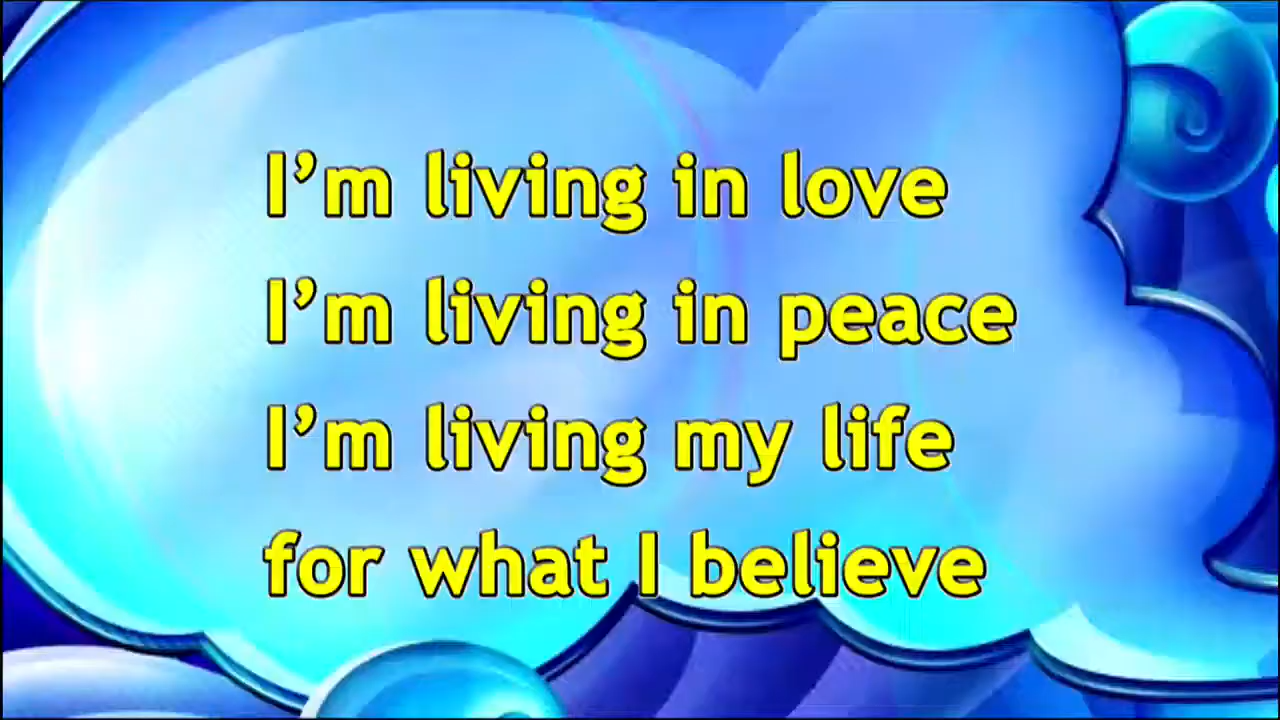 I’m living in love
I’m living in peace
I’m living my life
for what I believe